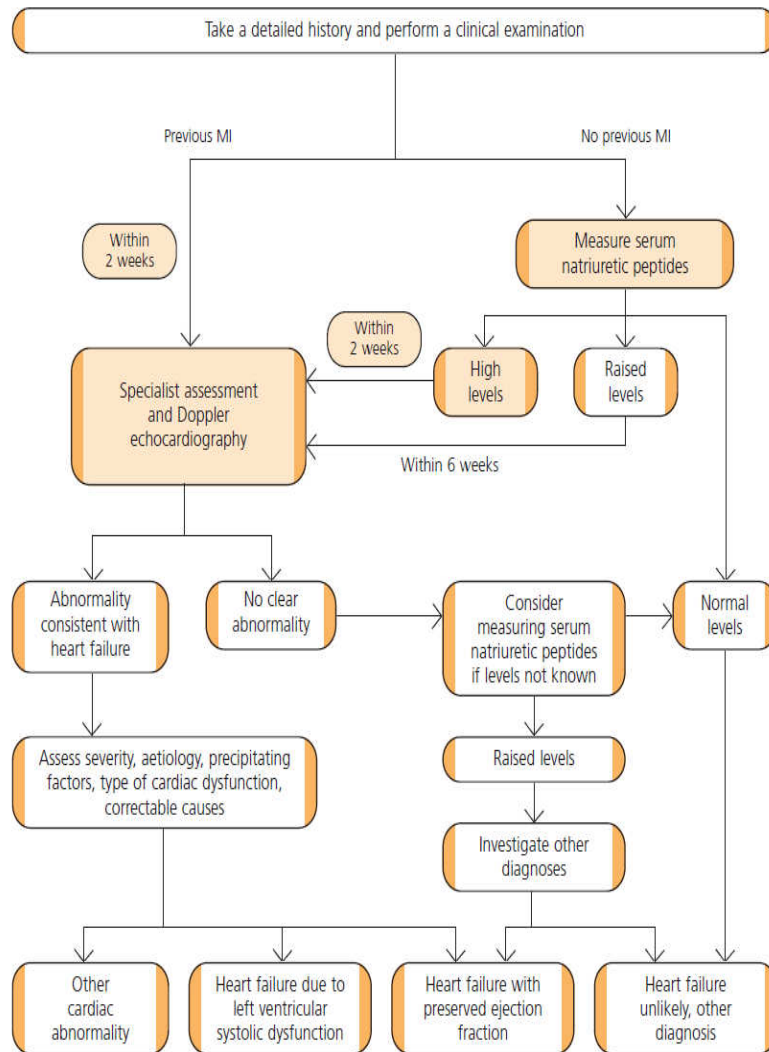 Take a detailed history and perform a clinical examination
Previous MI
No previous MI
Within
2 weeks
Measure serum
natriuretic peptides
Within
2 weeks
High
levels
Raised
levels
Specialist assessment
and Doppler
echocardiography
Within 6 weeks
Abnormality
consistent with
heart failure
No clear
abnormality
Consider
measuring serum
natriuretic peptides
if levels not known
Normal
levels
Assess severity, aetiology, precipitating
factors, type of cardiac dysfunction,
correctable causes
Raised levels
Investigate other
diagnoses
Other
cardiac
abnormality
Heart failure due to
left ventricular
systolic dysfunction
Heart failure with
preserved ejection
fraction
Heart failure
unlikely, other
diagnosis